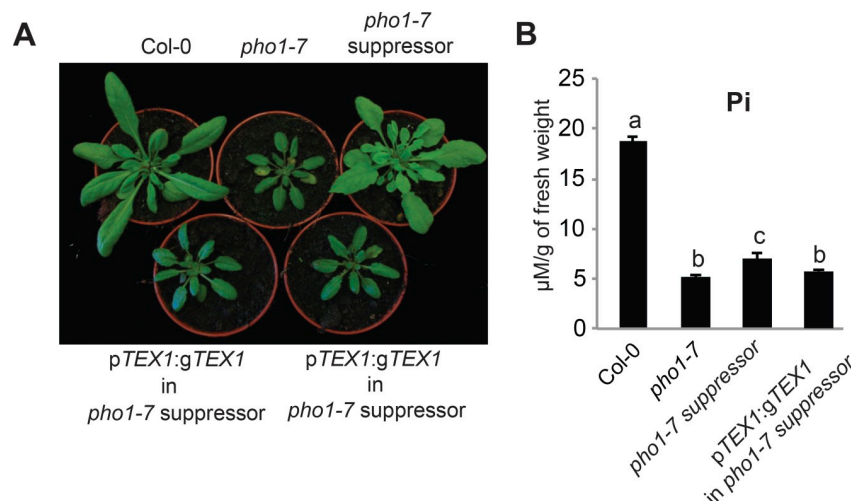 A
Col-0
pho1-7
pho1-7
suppressor
pTEX1:gTEX1
in
pho1-7 suppressor
pTEX1:gTEX1
in
pho1-7 suppressor
B
Pi
µM/g of fresh weight
25
20
15
10
5
0
a
b
c
b
Col-0
pho1-7
pho1-7 suppressor
pTEX1:gTEX1
in pho1-7 suppressor